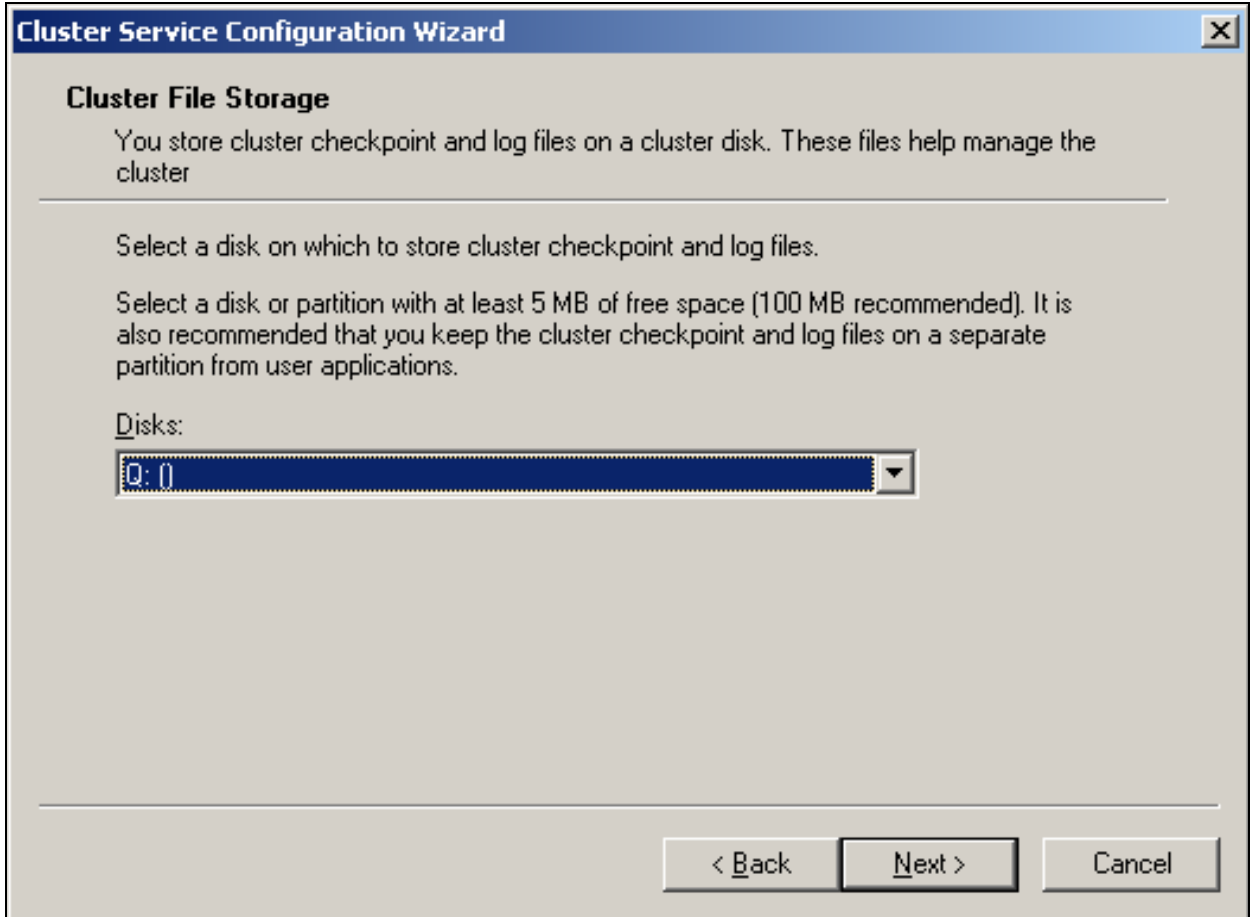 Cluster Service Configuration Wizard
Cluster File Storage
You store cluster checkpoint and log files on a cluster disk. These files help manage the
cluster
Select a disk on which to store cluster checkpoint and log files.
Select a disk or partition with at least 5 MB of free space (100 MB recommended). It is
also recommended that you keep the cluster checkpoint and log files on a separate
partition from user applications.
Disks:
Q: ()
< Back Next > Cancel